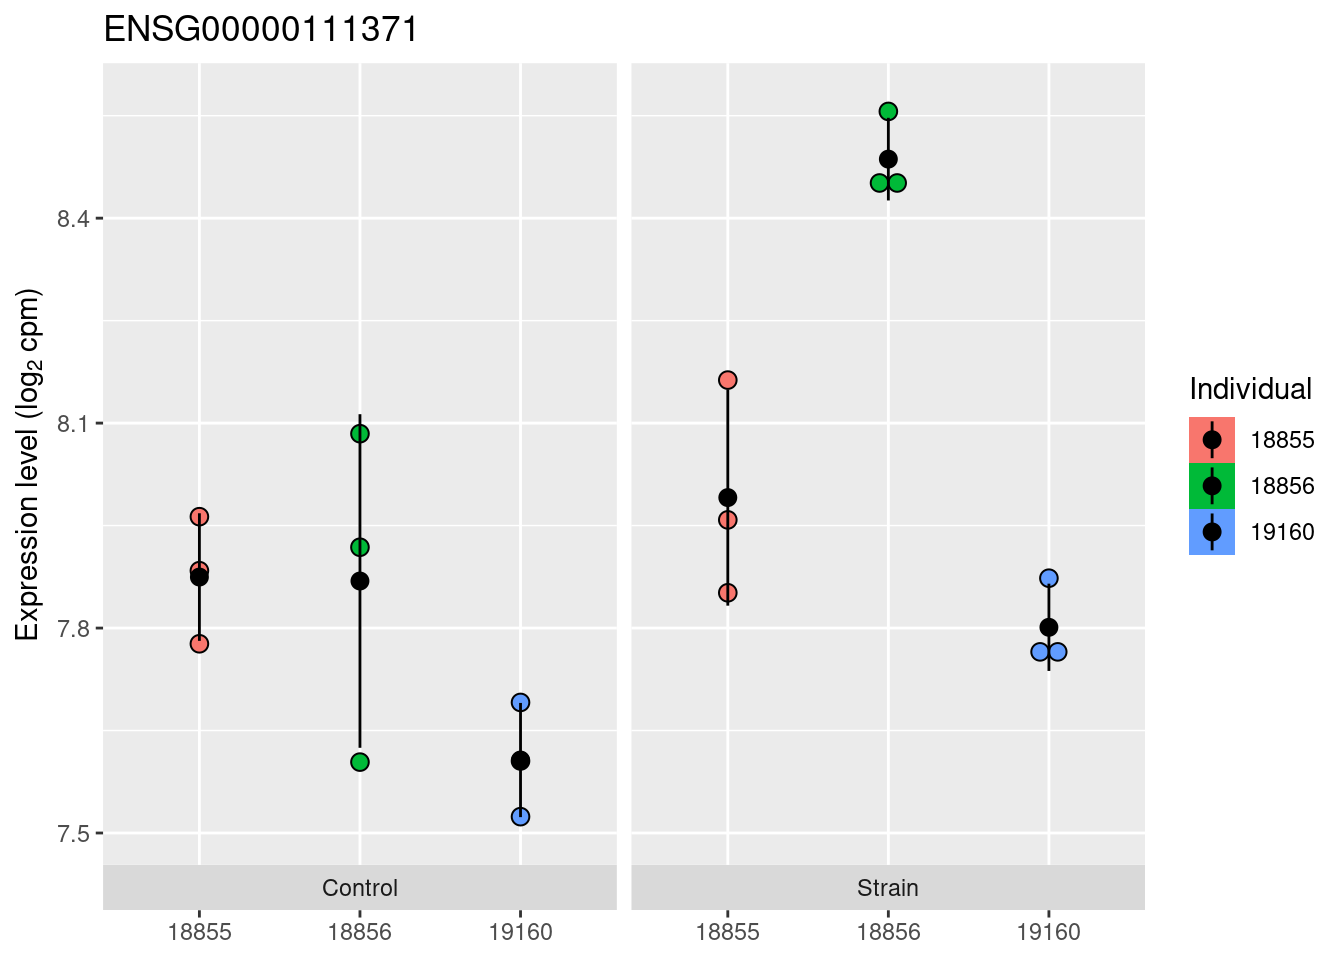 ENSG00000111371
Expression level (log₂ cpm)
8.4
8.1
7.8
7.5
Control
Strain
18855
18856
19160
18855
18856
19160
Individual
18855
18856
19160